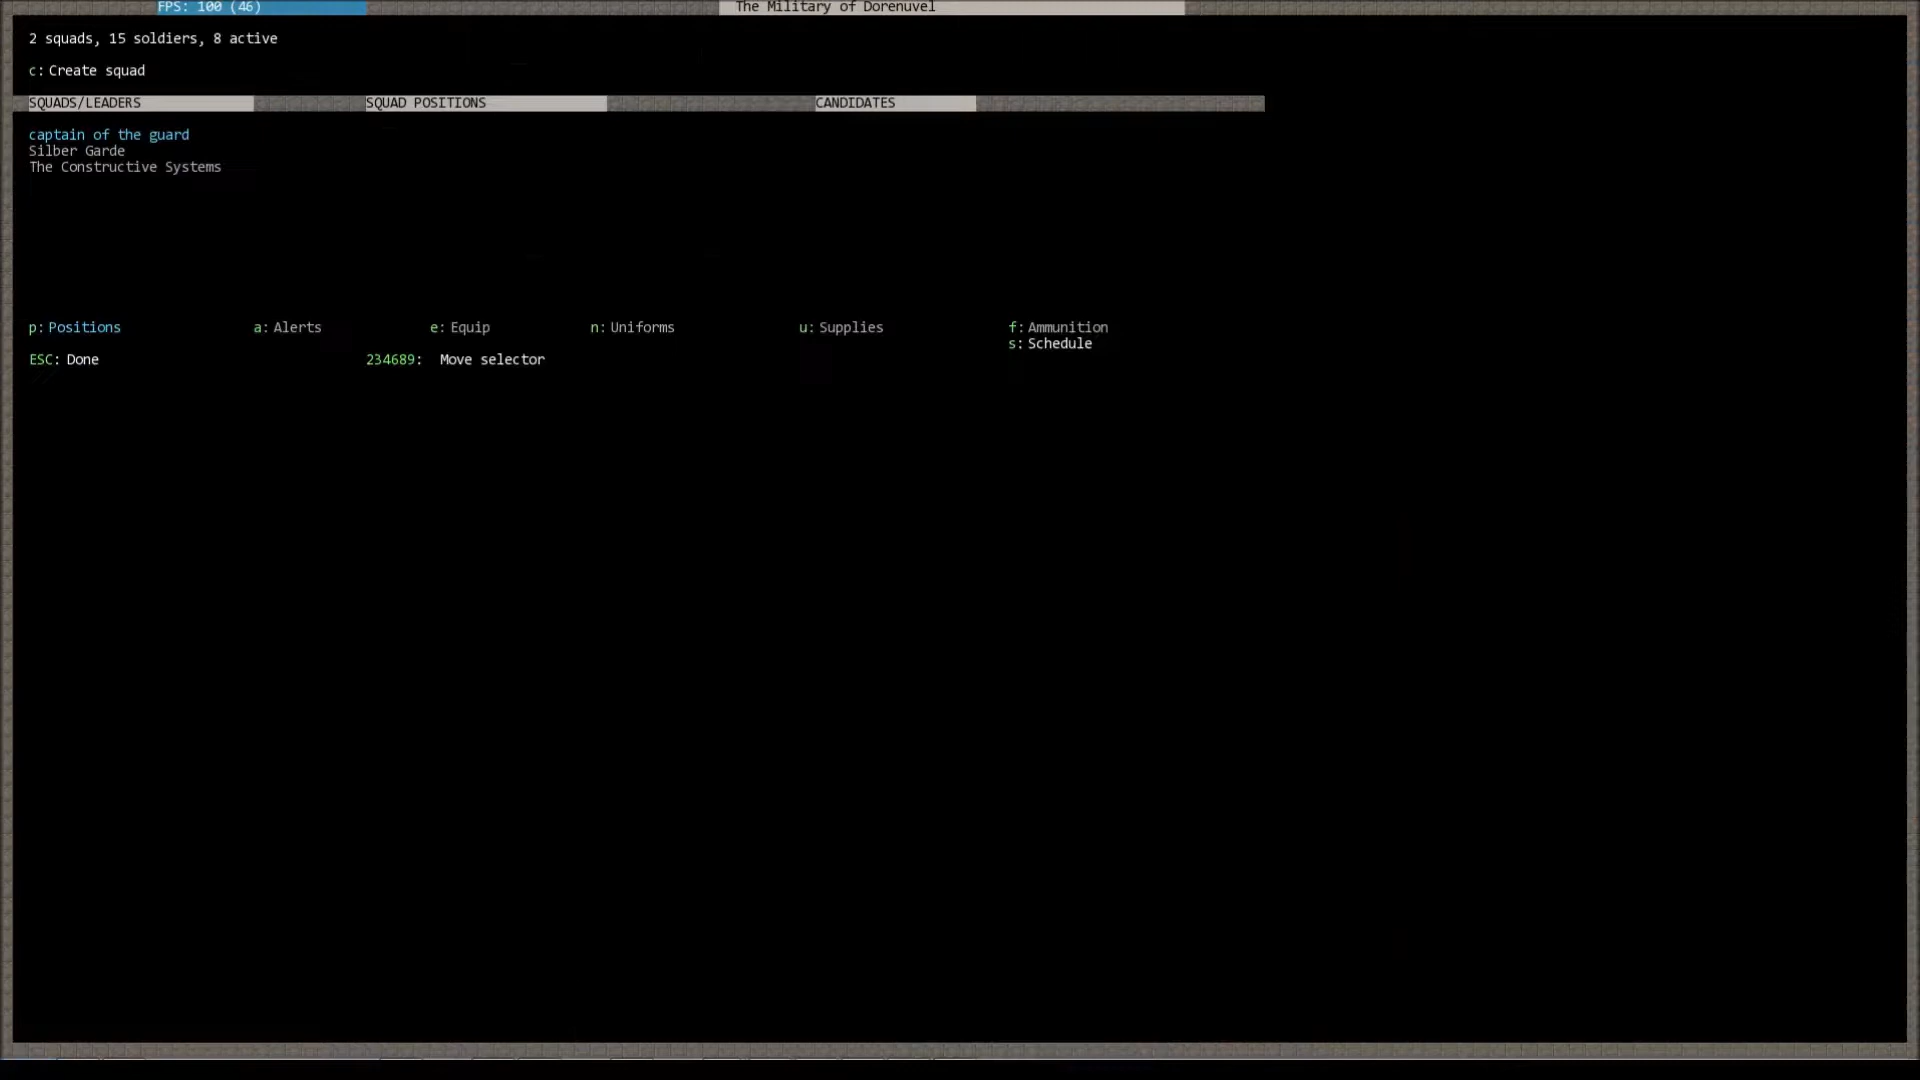 FPS: 100 (46)
The Military of Dorenuvel
2 squads, 15 soldiers, 8 active
c: Create squad
SQUADS/LEADERS SQUAD POSITIONS CANDIDATES
captain of the guard
Silber Garde
The Constructive Systems
p: Positions a: Alerts e: Equip n: Uniforms u: Supplies f: Ammunition
s: Schedule
ESC: Done 234689: Move selector